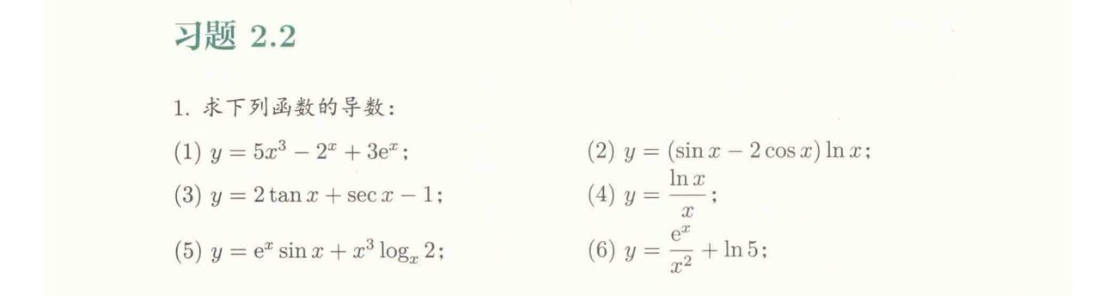 习题 2.2
1. 求下列函数的导数:
(1) y = 5x³ − 2ˣ + 3eˣ; (2) y = (sin x − 2 cos x) ln x;
(3) y = 2 tan x + sec x − 1; (4) y = ln x / x;
(5) y = eˣ sin x + x³ logₓ 2; (6) y = eˣ / x² + ln 5;